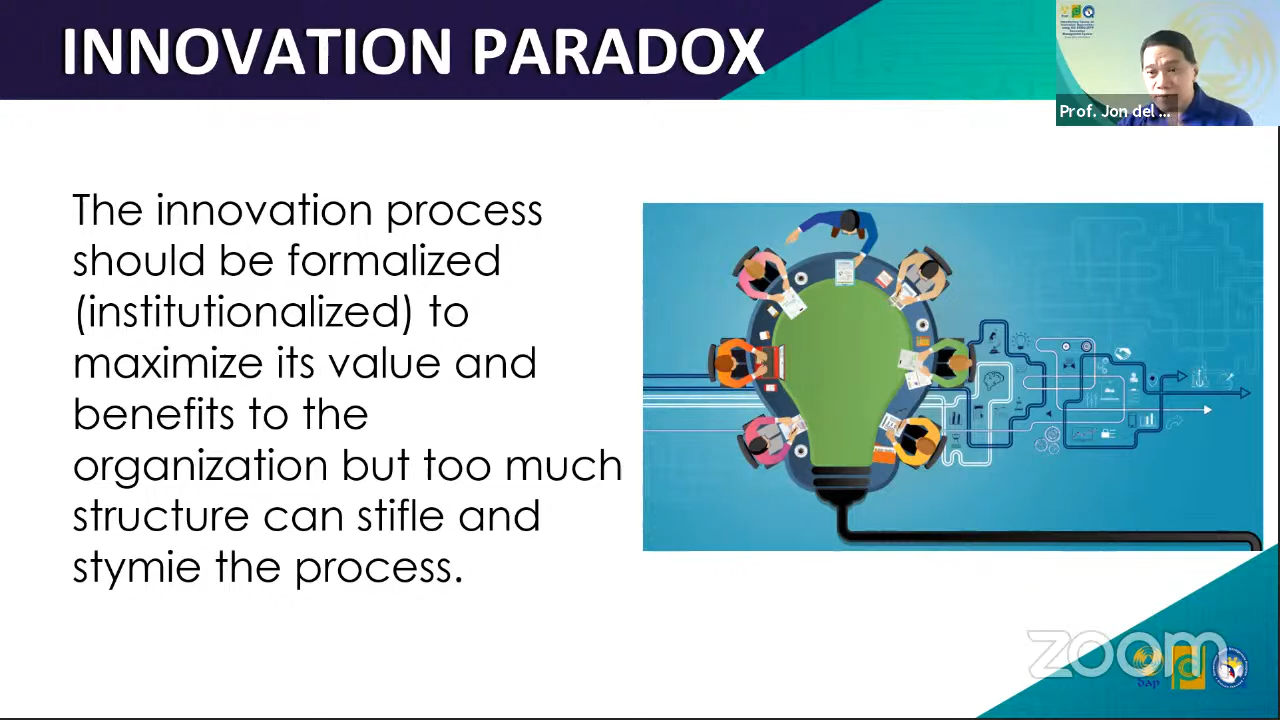 INNOVATION PARADOX
Prof. Jon del ...
The innovation process
should be formalized
(institutionalized) to
maximize its value and
benefits to the
organization but too much
structure can stifle and
stymie the process.
zoom
dap